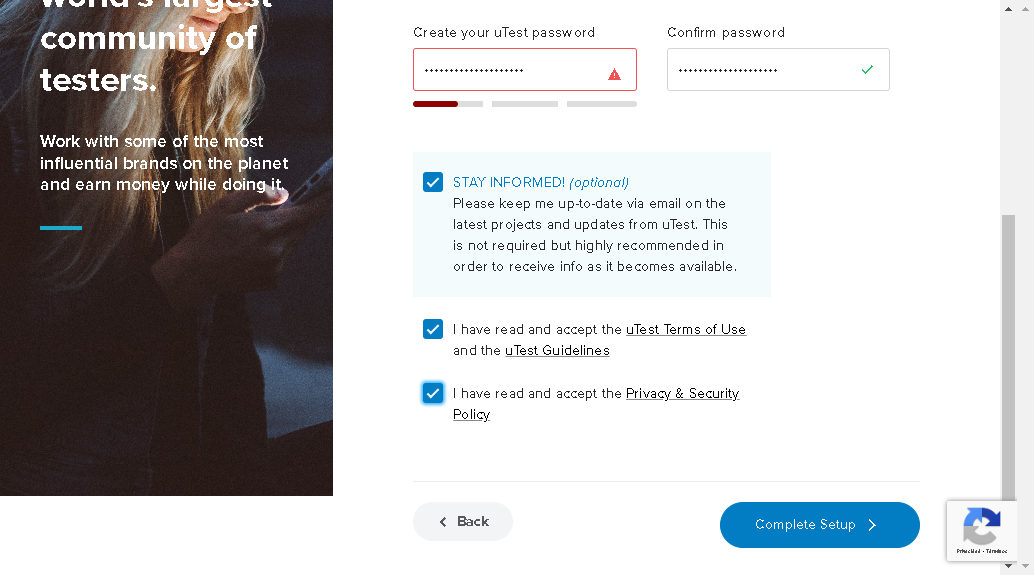 world's largest
community of
testers.
Work with some of the most
influential brands on the planet
and earn money while doing it.
Create your uTest password
Confirm password
STAY INFORMED! (optional)
Please keep me up-to-date via email on the
latest projects and updates from uTest. This
is not required but highly recommended in
order to receive info as it becomes available.
I have read and accept the uTest Terms of Use
and the uTest Guidelines
I have read and accept the Privacy & Security
Policy
Back
Complete Setup